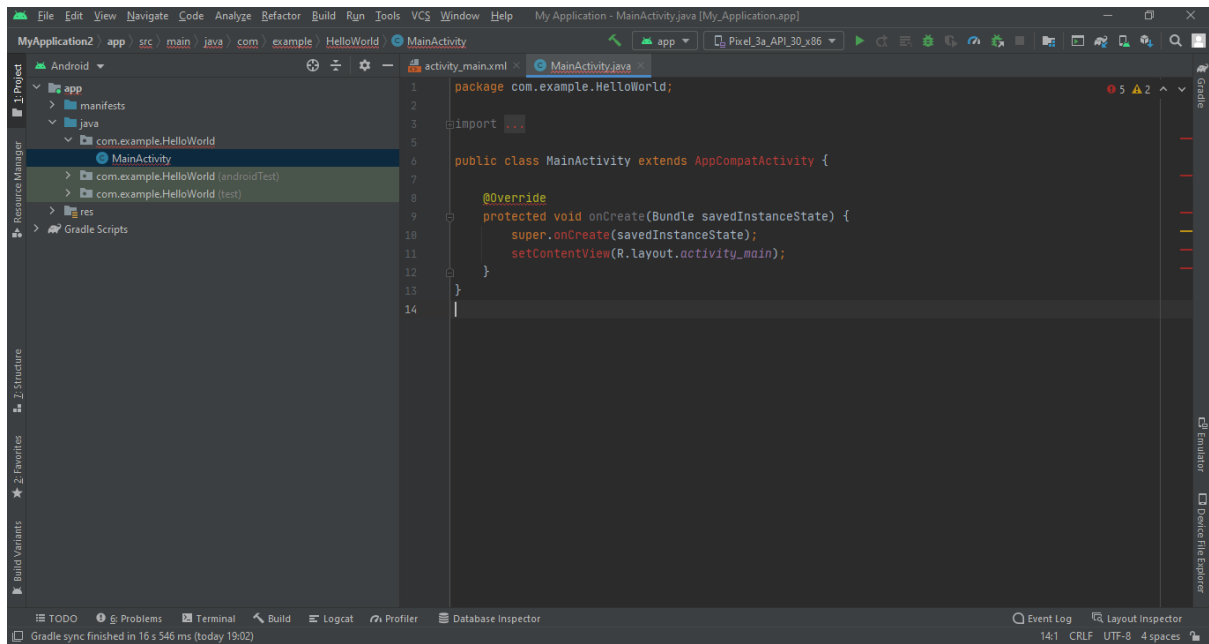 File Edit View Navigate Code Analyze Refactor Build Run Tools VCS Window Help My Application - MainActivity.java [My_Application.app]
MyApplication2 app src main java com example HelloWorld MainActivity app Pixel_3a_API_30_x86
1: Project
Resource Manager
7: Structure
2: Favorites
Build Variants
Android
app
manifests
java
com.example.HelloWorld
MainActivity
com.example.HelloWorld (androidTest)
com.example.HelloWorld (test)
res
Gradle Scripts
activity_main.xml MainActivity.java
5 2
1 package com.example.HelloWorld;
2
3 import ...
5
6 public class MainActivity extends AppCompatActivity {
7
8 @Override
9 protected void onCreate(Bundle savedInstanceState) {
10 super.onCreate(savedInstanceState);
11 setContentView(R.layout.activity_main);
12 }
13 }
14
Gradle
Emulator
Device File Explorer
TODO 6: Problems Terminal Build Logcat Profiler Database Inspector Event Log Layout Inspector
Gradle sync finished in 16 s 546 ms (today 19:02) 14:1 CRLF UTF-8 4 spaces